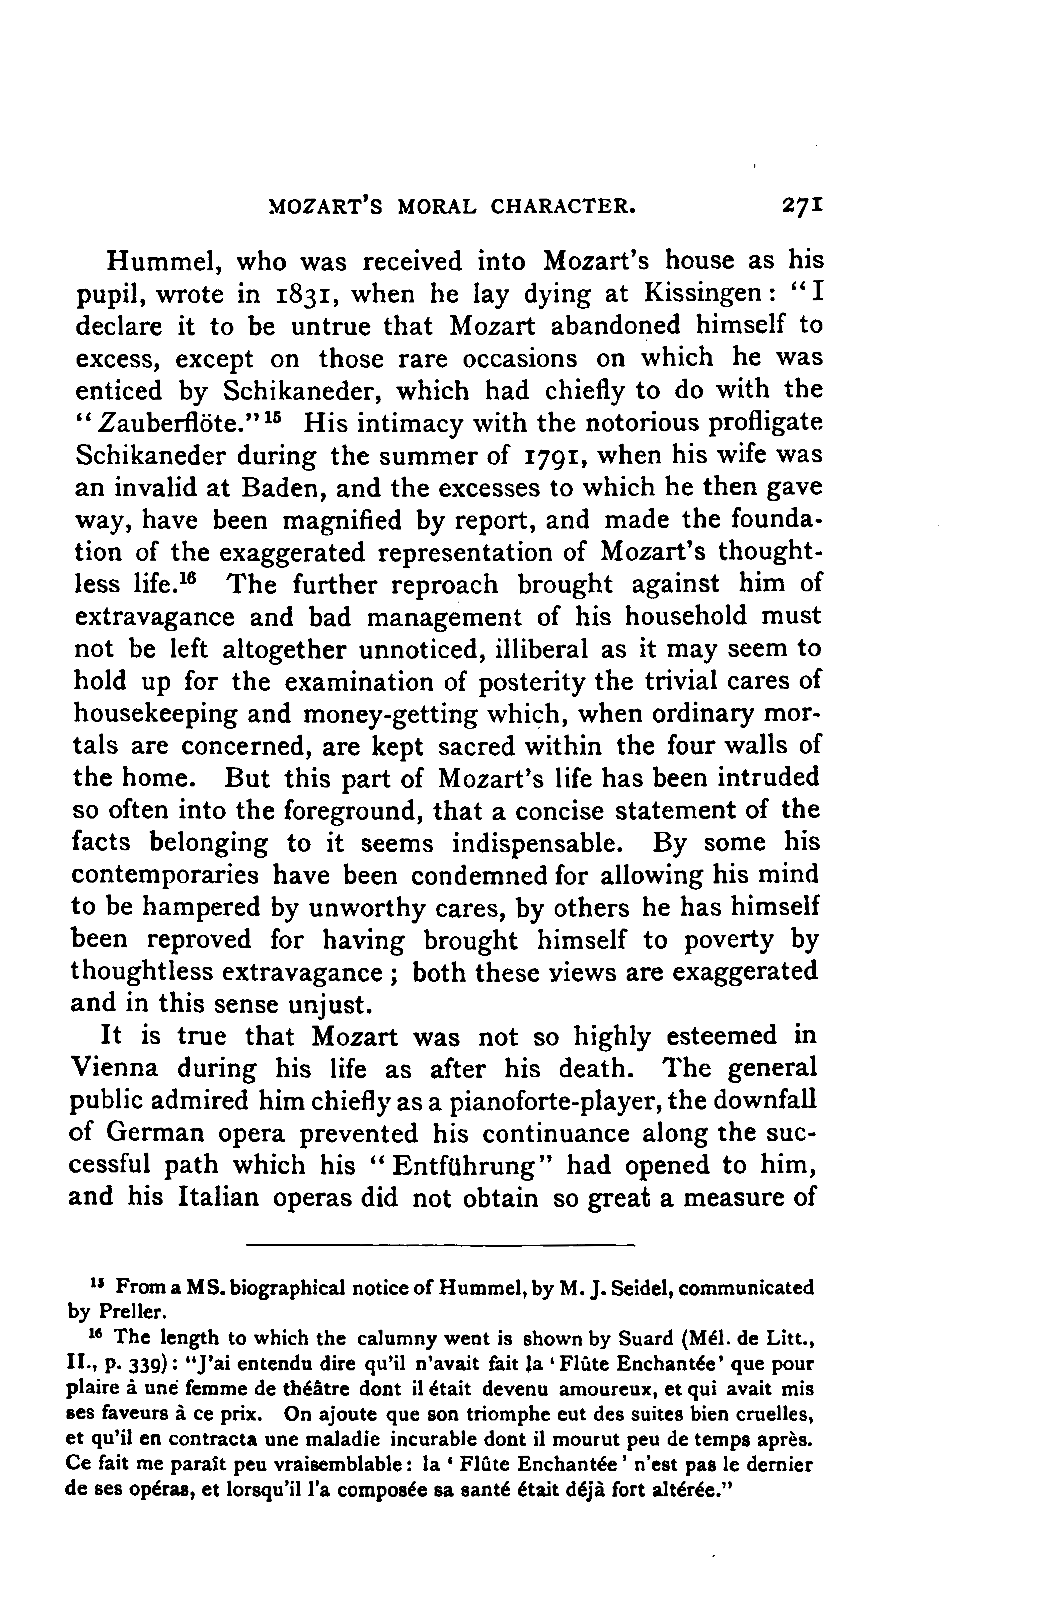 MOZART'S MORAL CHARACTER. 271
Hummel, who was received into Mozart's house as his
pupil, wrote in 1831, when he lay dying at Kissingen: "I
declare it to be untrue that Mozart abandoned himself to
excess, except on those rare occasions on which he was
enticed by Schikaneder, which had chiefly to do with the
"Zauberflöte."¹⁵ His intimacy with the notorious profligate
Schikaneder during the summer of 1791, when his wife was
an invalid at Baden, and the excesses to which he then gave
way, have been magnified by report, and made the founda-
tion of the exaggerated representation of Mozart's thought-
less life.¹⁶ The further reproach brought against him of
extravagance and bad management of his household must
not be left altogether unnoticed, illiberal as it may seem to
hold up for the examination of posterity the trivial cares of
housekeeping and money-getting which, when ordinary mor-
tals are concerned, are kept sacred within the four walls of
the home. But this part of Mozart's life has been intruded
so often into the foreground, that a concise statement of the
facts belonging to it seems indispensable. By some his
contemporaries have been condemned for allowing his mind
to be hampered by unworthy cares, by others he has himself
been reproved for having brought himself to poverty by
thoughtless extravagance; both these views are exaggerated
and in this sense unjust.
It is true that Mozart was not so highly esteemed in
Vienna during his life as after his death. The general
public admired him chiefly as a pianoforte-player, the downfall
of German opera prevented his continuance along the suc-
cessful path which his "Entführung" had opened to him,
and his Italian operas did not obtain so great a measure of
¹⁵ From a MS. biographical notice of Hummel, by M. J. Seidel, communicated
by Preller.
¹⁶ The length to which the calumny went is shown by Suard (Mél. de Litt.,
II., p. 339): "J'ai entendu dire qu'il n'avait fait la 'Flûte Enchantée' que pour
plaire à une femme de théâtre dont il était devenu amoureux, et qui avait mis
ses faveurs à ce prix. On ajoute que son triomphe eut des suites bien cruelles,
et qu'il en contracta une maladie incurable dont il mourut peu de temps après.
Ce fait me paraît peu vraisemblable: la 'Flûte Enchantée' n'est pas le dernier
de ses opéras, et lorsqu'il l'a composée sa santé était déjà fort altérée."